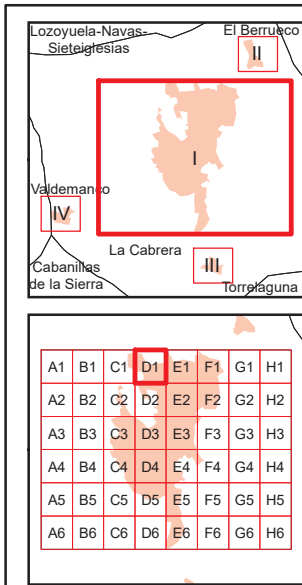 Lozoyuela-Navas-
Sieteiglesias
El Berrueco
II
I
Valdemanco
IV
La Cabrera
III
Cabanillas
de la Sierra
Torrelaguna
A1 B1 C1 D1 E1 F1 G1 H1
A2 B2 C2 D2 E2 F2 G2 H2
A3 B3 C3 D3 E3 F3 G3 H3
A4 B4 C4 D4 E4 F4 G4 H4
A5 B5 C5 D5 E5 F5 G5 H5
A6 B6 C6 D6 E6 F6 G6 H6